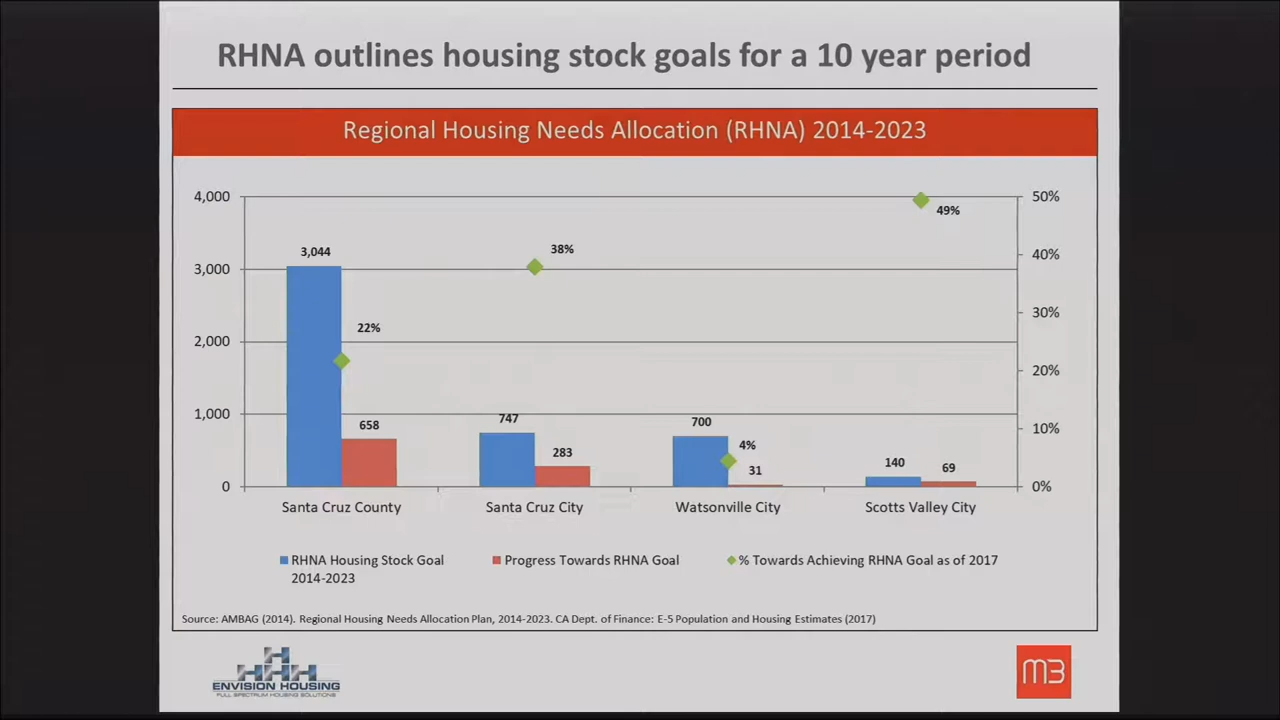 RHNA outlines housing stock goals for a 10 year period
Regional Housing Needs Allocation (RHNA) 2014-2023
4,000
3,000
2,000
1,000
0
50%
40%
30%
20%
10%
0%
3,044
658
22%
747
283
38%
700
31
4%
140
69
49%
Santa Cruz County
Santa Cruz City
Watsonville City
Scotts Valley City
RHNA Housing Stock Goal
2014-2023
Progress Towards RHNA Goal
% Towards Achieving RHNA Goal as of 2017
Source: AMBAG (2014). Regional Housing Needs Allocation Plan, 2014-2023. CA Dept. of Finance: E-5 Population and Housing Estimates (2017)
H
HHH
ENVISION HOUSING
FULL SPECTRUM HOUSING SOLUTIONS
M3